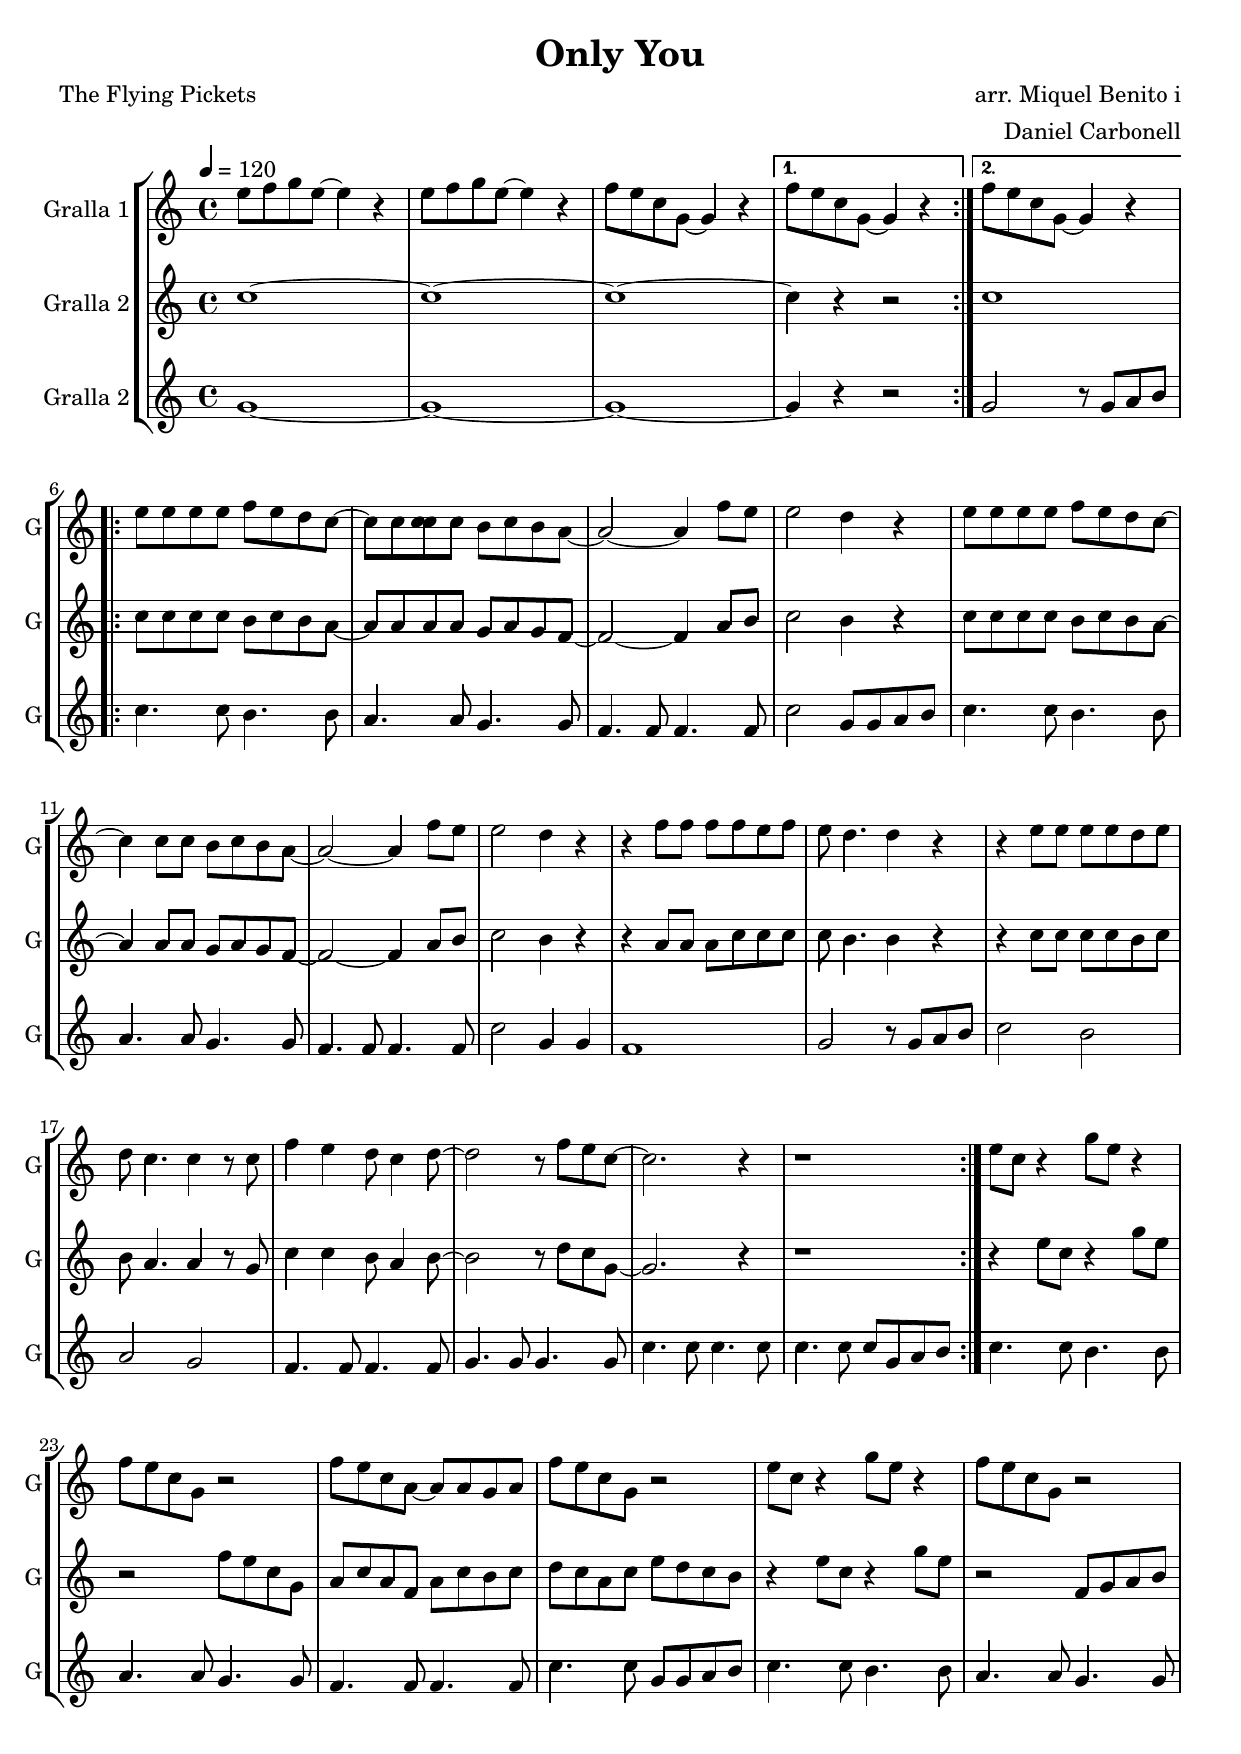 Only You
The Flying Pickets
arr. Miquel Benito i
Daniel Carbonell
= 120
1.
2.
Gralla 1
Gralla 2
Gralla 2
6
G
G
G
11
G
G
G
17
G
G
G
23
G
G
G